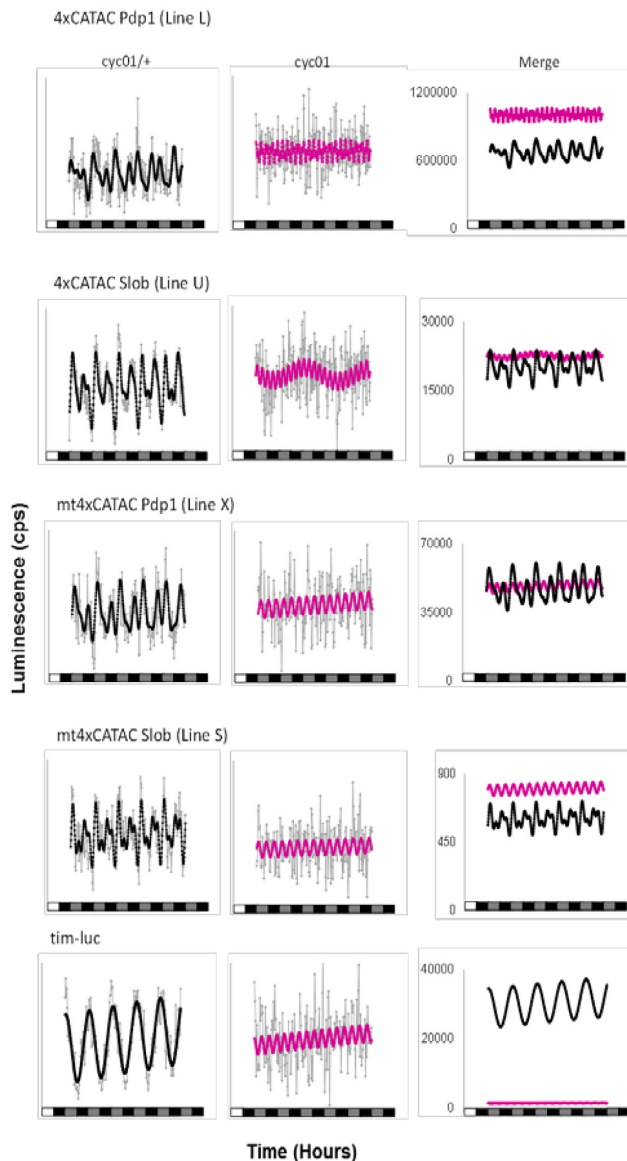 4xCATAC Pdp1 (Line L)
cyc01/+ cyc01 Merge
1200000
600000
0
4xCATAC Slob (Line U)
30000
15000
0
mt4xCATAC Pdp1 (Line X)
70000
35000
0
Luminescence (cps)
mt4xCATAC Slob (Line S)
900
450
0
tim-luc
40000
20000
0
Time (Hours)